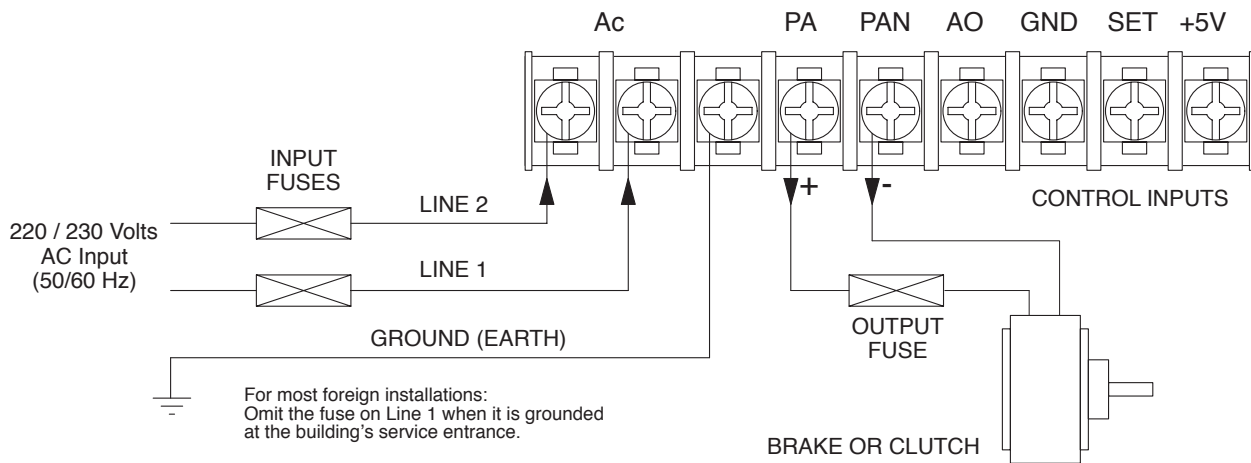 Ac PA PAN AO GND SET +5V
INPUT
FUSES
+ -
CONTROL INPUTS
LINE 2
220 / 230 Volts
AC Input
(50/60 Hz)
LINE 1
OUTPUT
FUSE
GROUND (EARTH)
For most foreign installations:
Omit the fuse on Line 1 when it is grounded
at the building's service entrance.
BRAKE OR CLUTCH